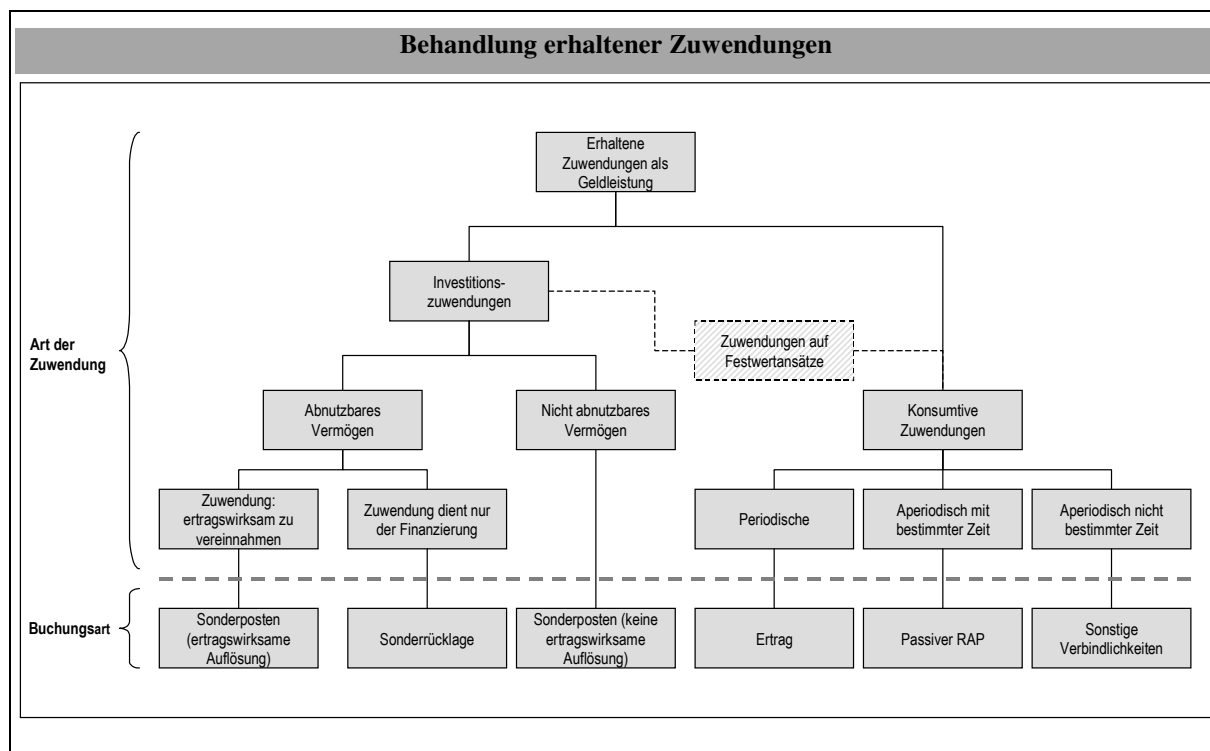 Behandlung erhaltener Zuwendungen
Erhaltene
Zuwendungen als
Geldleistung
Investitions-
zuwendungen
Zuwendungen auf
Festwertansätze
Art der
Zuwendung
Abnutzbares
Vermögen
Nicht abnutzbares
Vermögen
Konsumtive
Zuwendungen
Zuwendung:
ertragswirksam zu
vereinnahmen
Zuwendung dient nur
der Finanzierung
Periodische
Aperiodisch mit
bestimmter Zeit
Aperiodisch nicht
bestimmter Zeit
Buchungsart
Sonderposten
(ertragswirksame
Auflösung)
Sonderrücklage
Sonderposten (keine
ertragswirksame
Auflösung)
Ertrag
Passiver RAP
Sonstige
Verbindlichkeiten